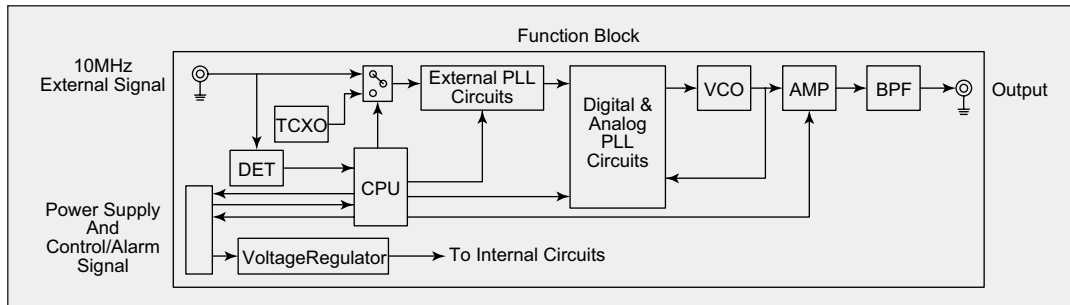 Function Block
10MHz
External Signal
TCXO
DET
CPU
External PLL
Circuits
Digital &
Analog
PLL
Circuits
VCO
AMP
BPF
Output
Power Supply
And
Control/Alarm
Signal
VoltageRegulator
To Internal Circuits